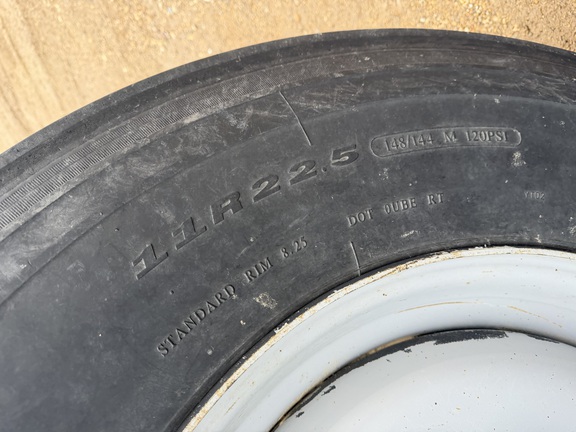 11R22.5
148/144 M 120PSI
STANDARD RIM 8.25
DOT 0UBE RT